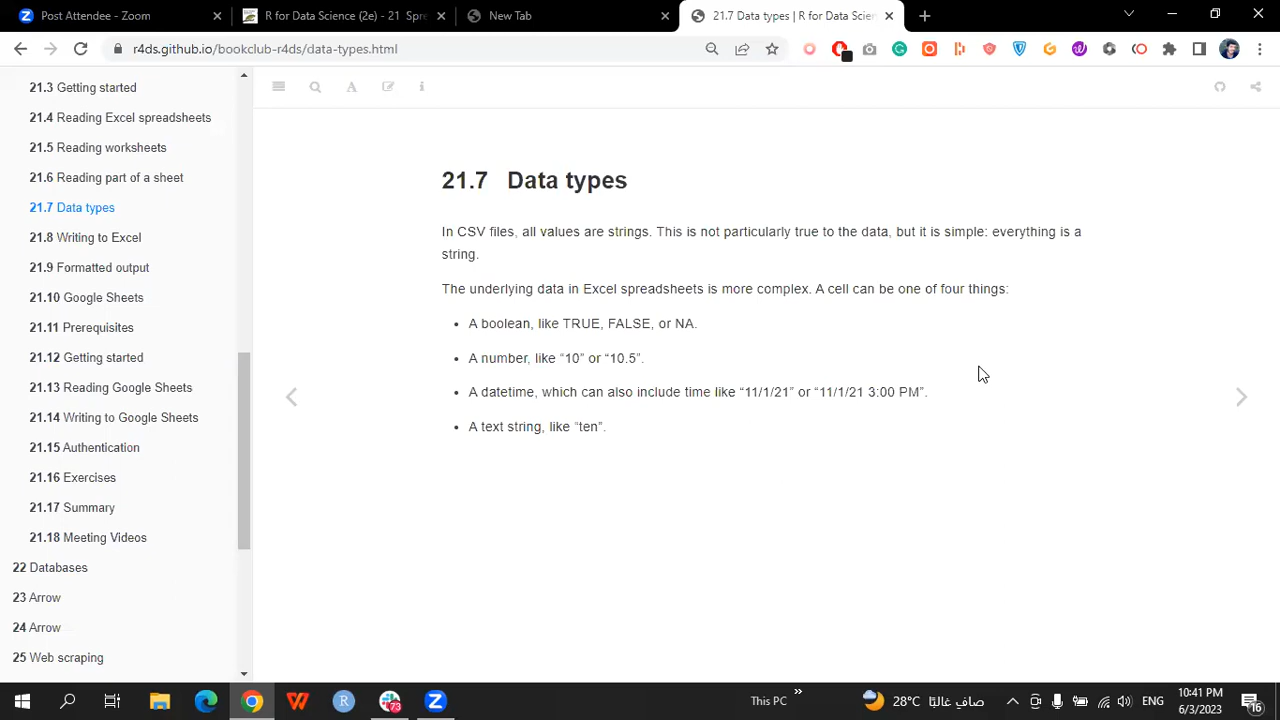 Post Attendee - Zoom
R for Data Science (2e) - 21 Spre
New Tab
21.7 Data types | R for Data Scien
r4ds.github.io/bookclub-r4ds/data-types.html
21.3 Getting started
21.4 Reading Excel spreadsheets
21.5 Reading worksheets
21.6 Reading part of a sheet
21.7 Data types
21.8 Writing to Excel
21.9 Formatted output
21.10 Google Sheets
21.11 Prerequisites
21.12 Getting started
21.13 Reading Google Sheets
21.14 Writing to Google Sheets
21.15 Authentication
21.16 Exercises
21.17 Summary
21.18 Meeting Videos
22 Databases
23 Arrow
24 Arrow
25 Web scraping
21.7 Data types
In CSV files, all values are strings. This is not particularly true to the data, but it is simple: everything is a
string.
The underlying data in Excel spreadsheets is more complex. A cell can be one of four things:
• A boolean, like TRUE, FALSE, or NA.
• A number, like “10” or “10.5”.
• A datetime, which can also include time like “11/1/21” or “11/1/21 3:00 PM”.
• A text string, like “ten”.
This PC
28°C صافٍ غالبًا
ENG
10:41 PM
6/3/2023
73
16